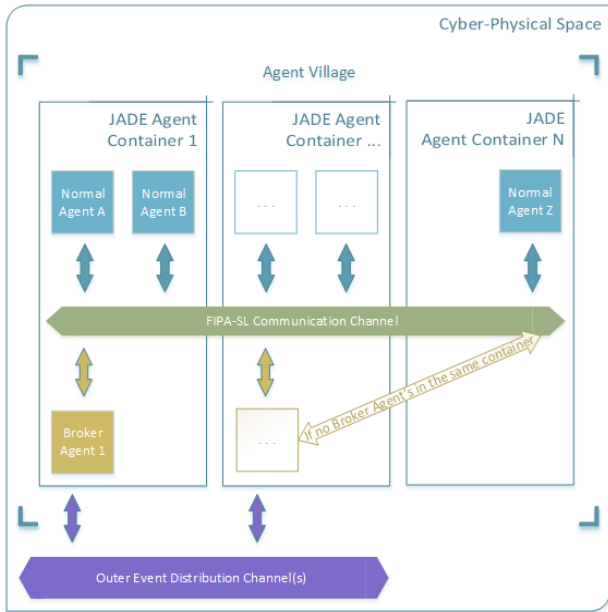 Cyber-Physical Space
Agent Village
JADE Agent
Container 1
JADE Agent
Container ...
JADE
Agent Container N
Normal
Agent A
Normal
Agent B
...
...
Normal
Agent Z
FIPA-SL Communication Channel
If no Broker Agent's in the same container
Broker
Agent 1
...
Outer Event Distribution Channel(s)